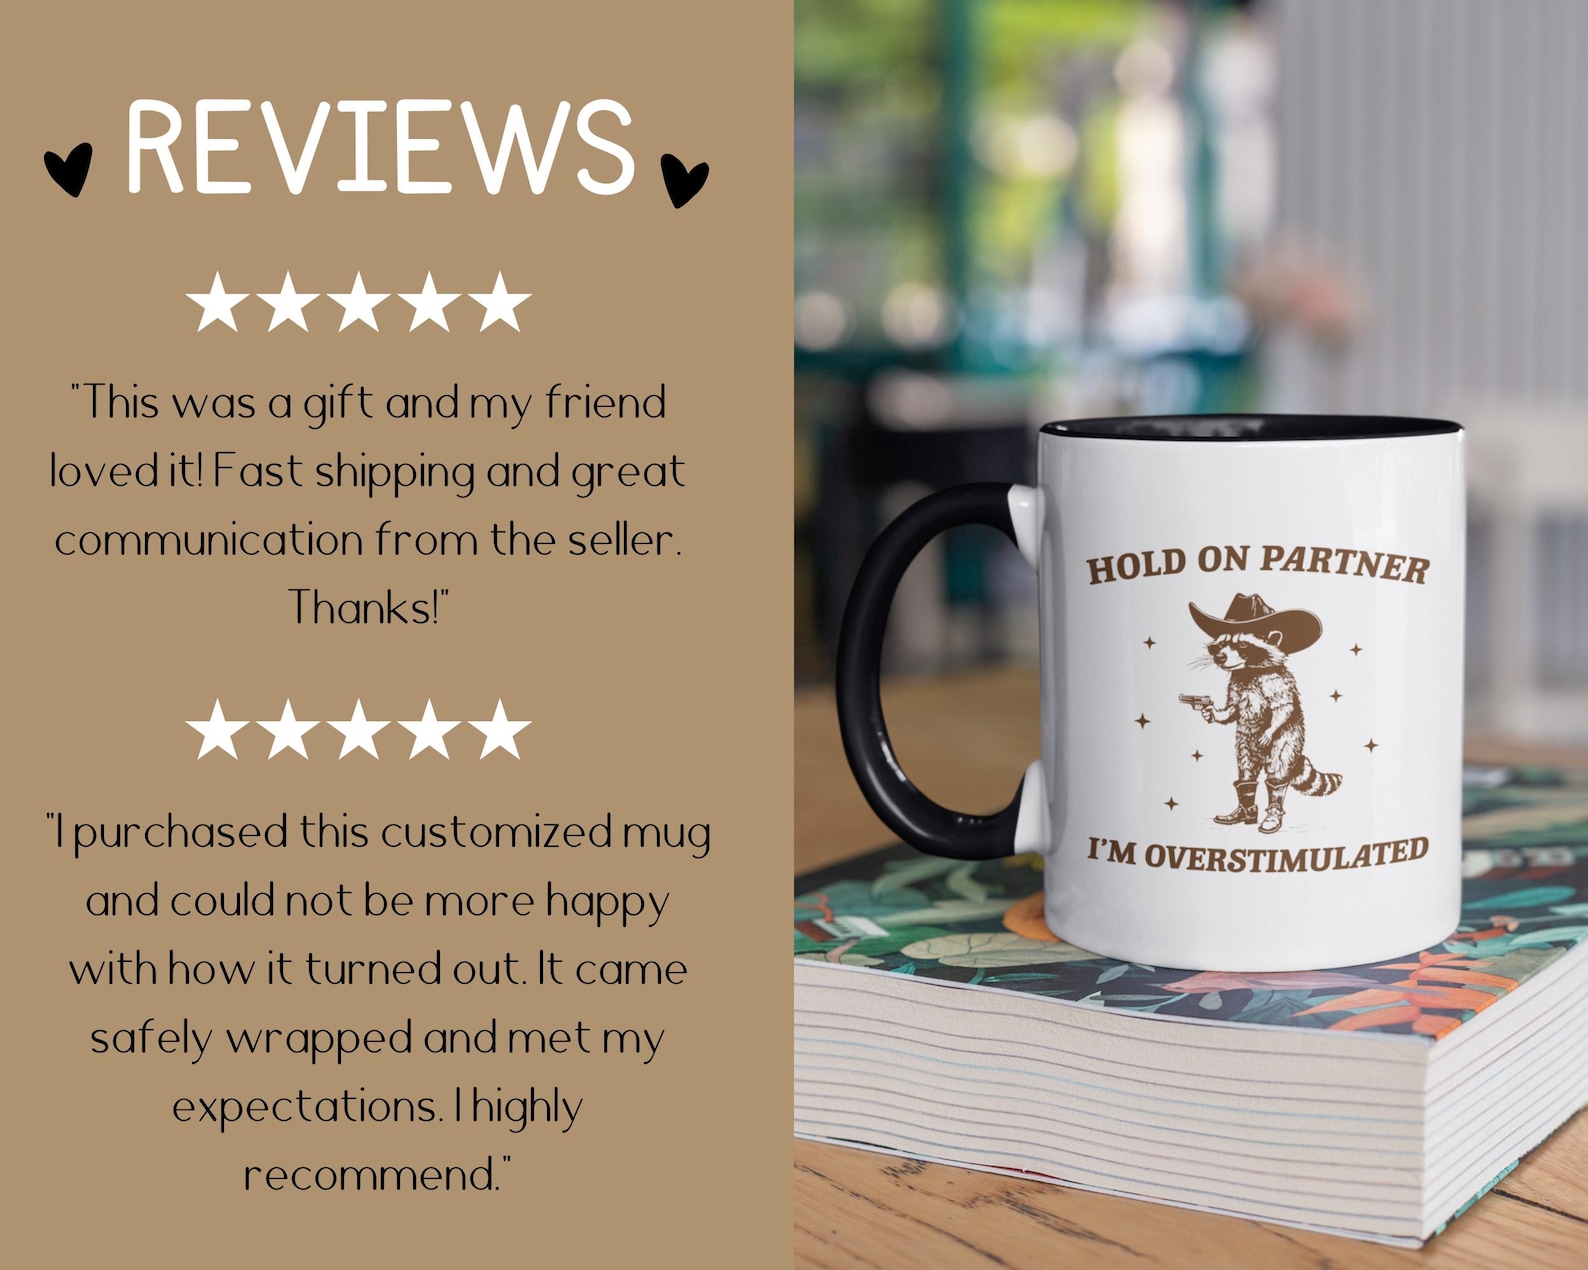 REVIEWS
"This was a gift and my friend
loved it! Fast shipping and great
communication from the seller.
Thanks!"
"I purchased this customized mug
and could not be more happy
with how it turned out. It came
safely wrapped and met my
expectations. I highly
recommend."
HOLD ON PARTNER
I'M OVERSTIMULATED